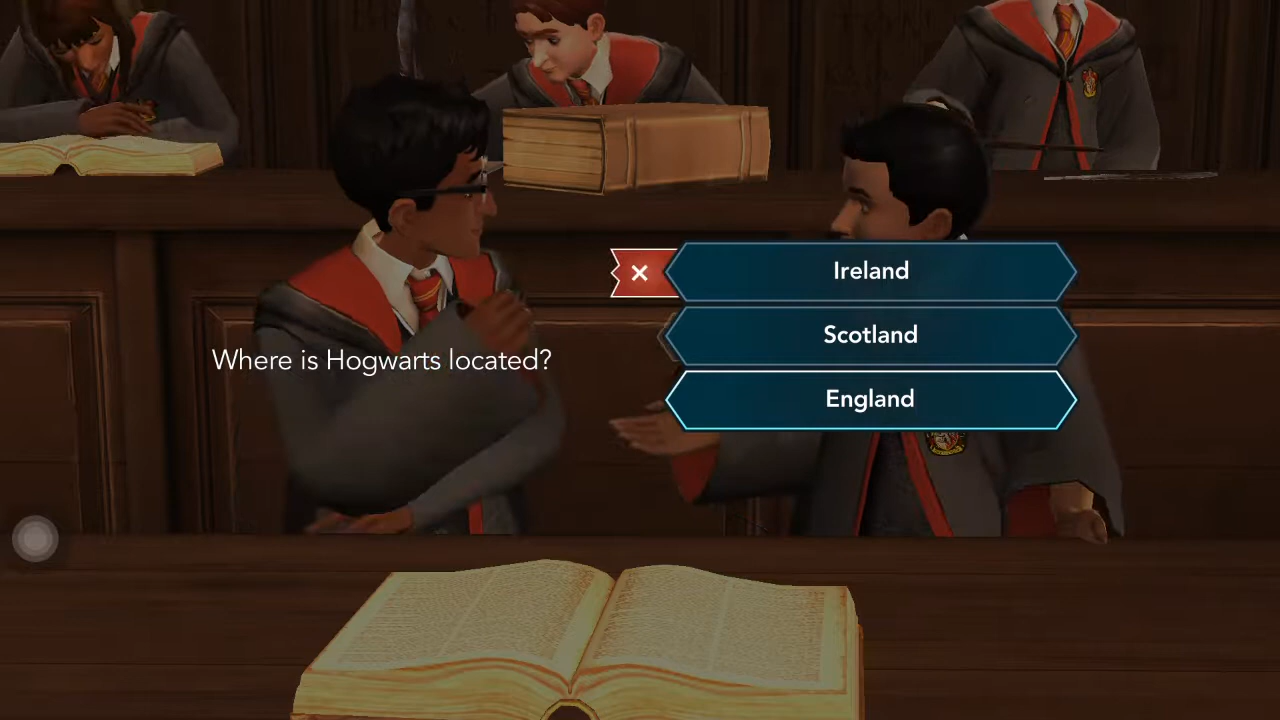 Where is Hogwarts located?
Ireland
Scotland
England